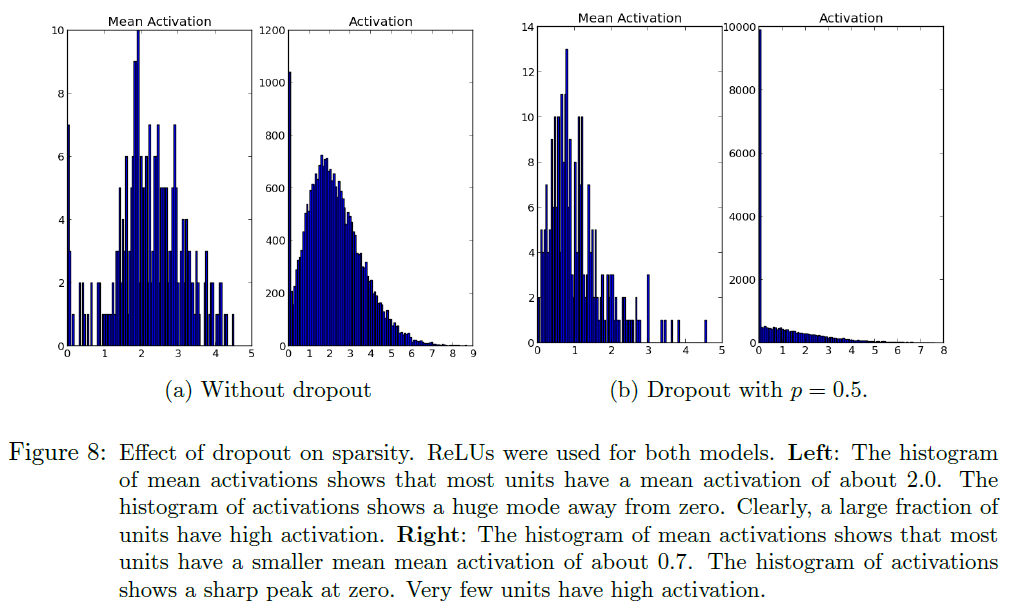 Mean Activation
10
8
6
4
2
0
0 1 2 3 4 5
Activation
1200
1000
800
600
400
200
0
0 1 2 3 4 5 6 7 8 9
(a) Without dropout
Mean Activation
14
12
10
8
6
4
2
0
0 1 2 3 4 5
Activation
10000
8000
6000
4000
2000
0
0 1 2 3 4 5 6 7 8
(b) Dropout with p = 0.5.
Figure 8: Effect of dropout on sparsity. ReLUs were used for both models. Left: The histogram
of mean activations shows that most units have a mean activation of about 2.0. The
histogram of activations shows a huge mode away from zero. Clearly, a large fraction of
units have high activation. Right: The histogram of mean activations shows that most
units have a smaller mean mean activation of about 0.7. The histogram of activations
shows a sharp peak at zero. Very few units have high activation.